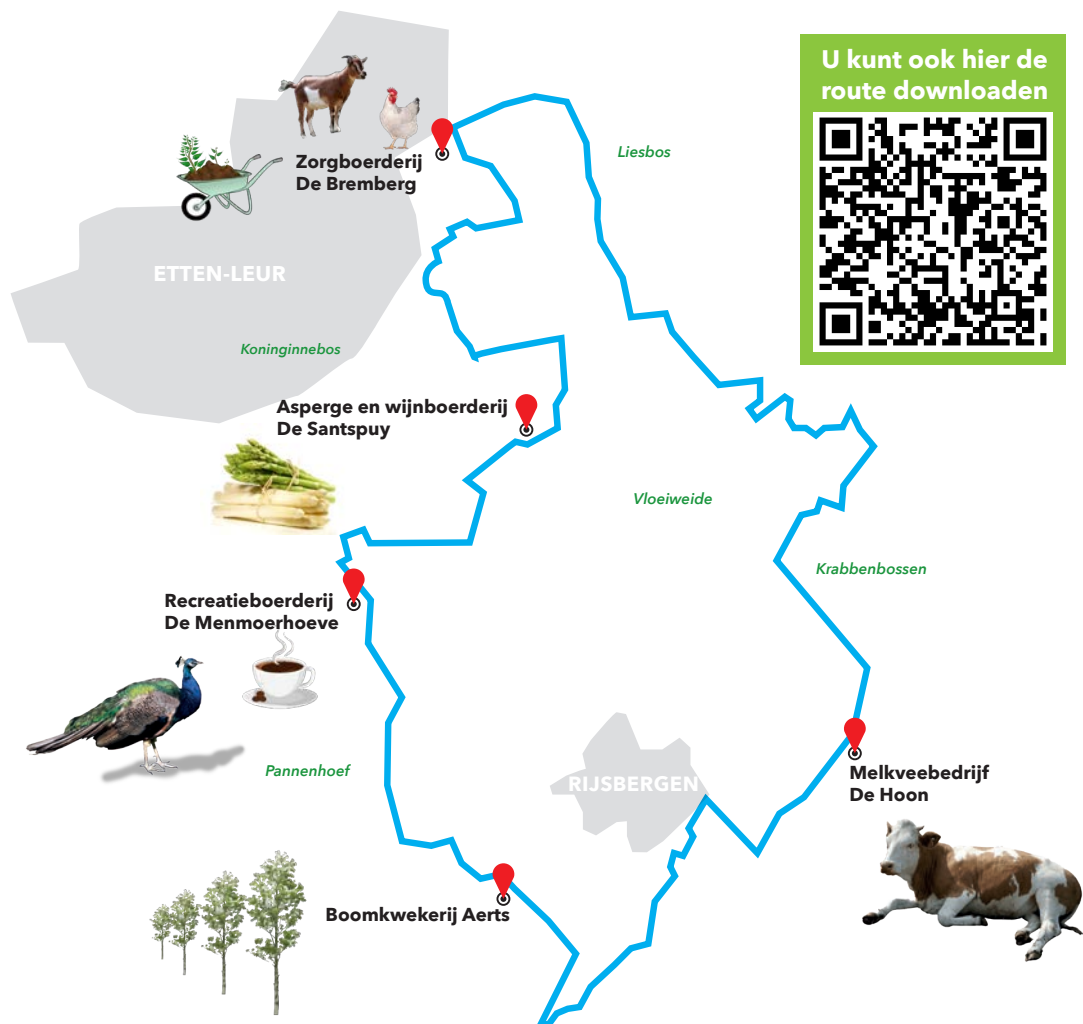 U kunt ook hier de
route downloaden
Liesbos
Zorgboerderij
De Bremberg
ETTEN-LEUR
Koninginnebos
Asperge en wijnboerderij
De Santspuy
Vloeiweide
Krabbenbossen
Recreatieboerderij
De Menmoerhoeve
Pannenhoef
RIJSBERGEN
Melkveebedrijf
De Hoon
Boomkwekerij Aerts